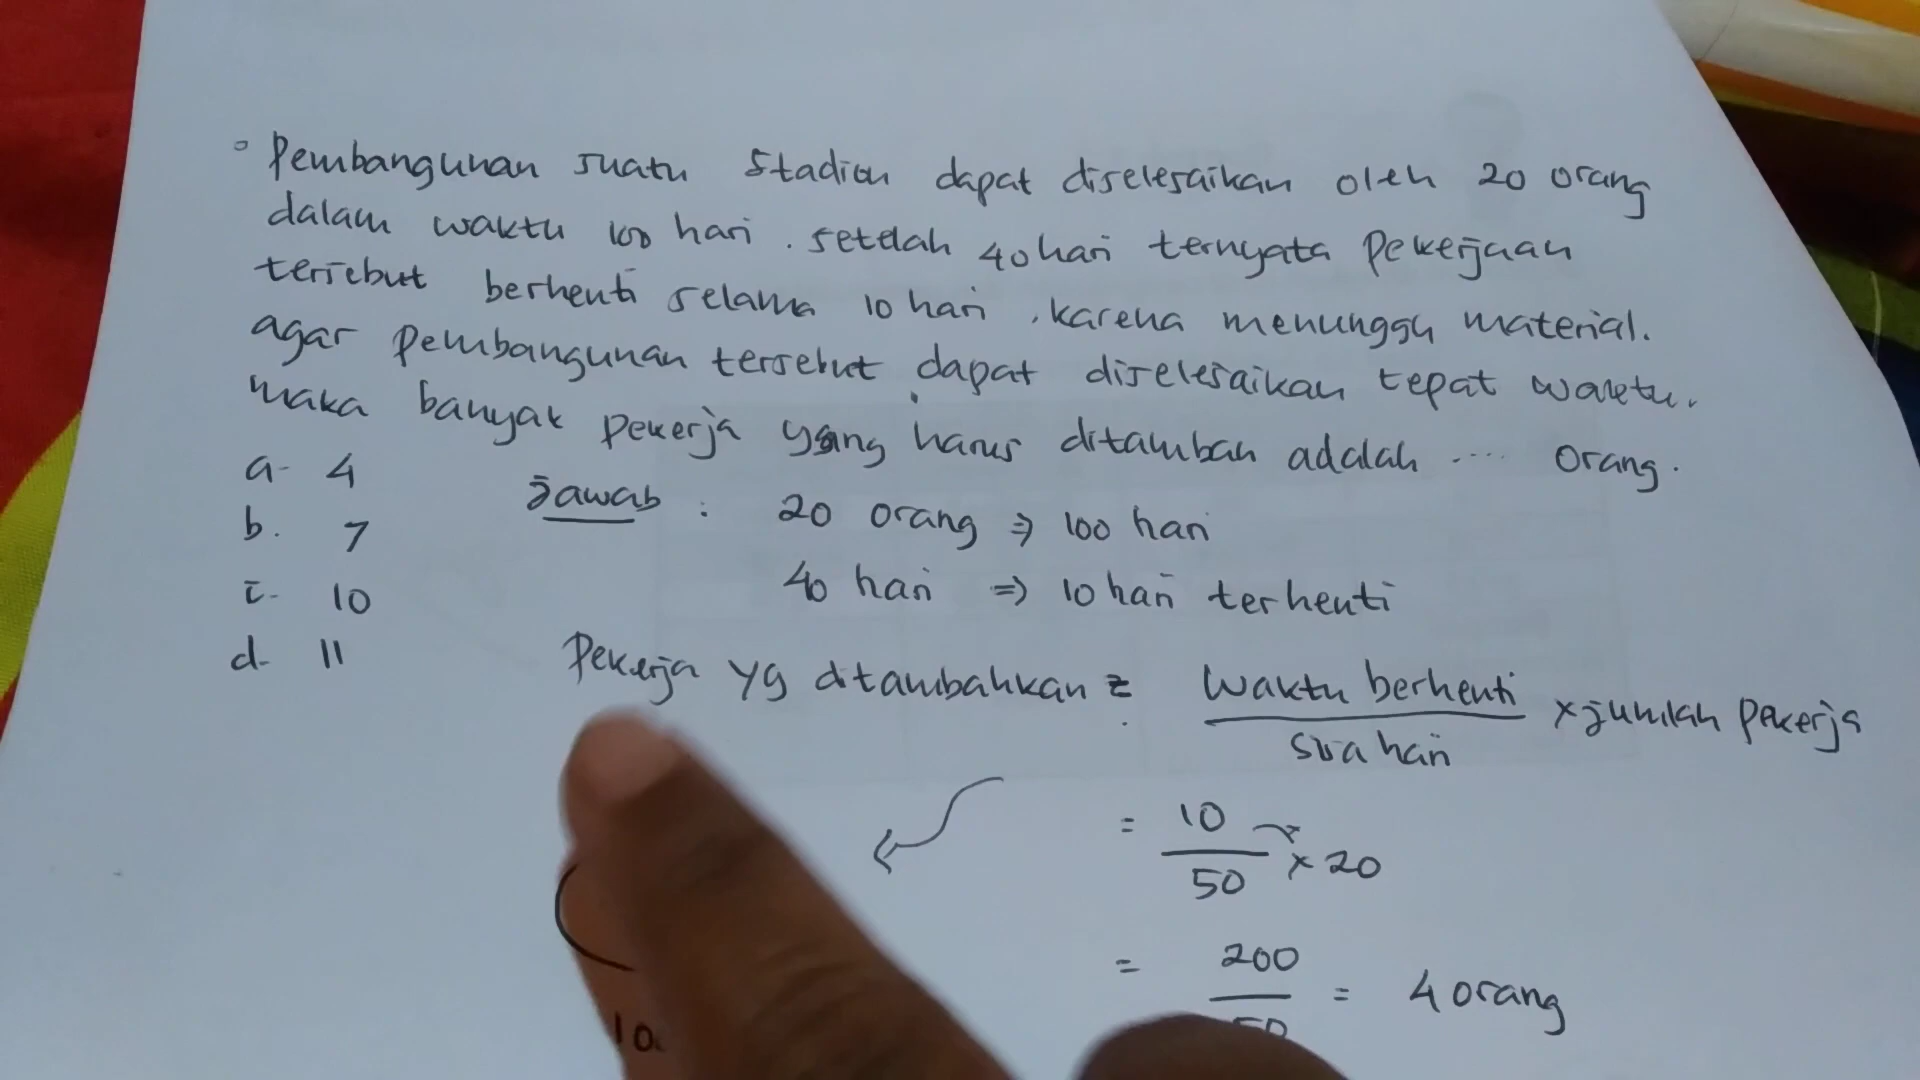 Pembangunan suatu Stadion dapat diselesaikan oleh 20 orang
dalam waktu 100 hari. setelah 40 hari ternyata Pekerjaan
tersebut berhenti selama 10 hari, karena menunggu material.
agar Pembangunan tersebut dapat diselesaikan tepat waktu.
maka banyak pekerja yang harus ditambah adalah .... orang.
a. 4
b. 7
c. 10
d. 11
Jawab : 20 orang ⇒ 100 hari
40 hari ⇒ 10 hari terhenti
Pekerja yg ditambahkan = Waktu berhenti / sisa hari × jumlah pekerja
= 10 / 50 × 20
= 200 / 50 = 4 orang
10